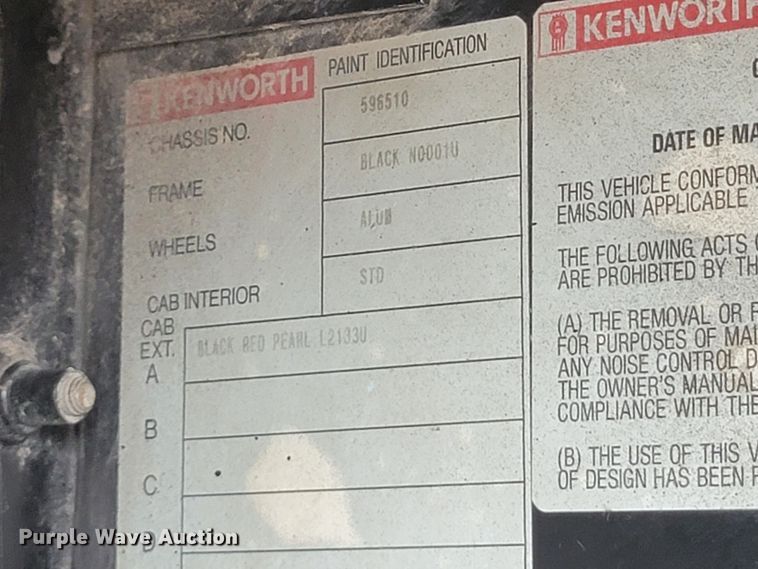 KENWORTH PAINT IDENTIFICATION
CHASSIS NO. 596510
FRAME BLACK N0001U
WHEELS ALUM
CAB INTERIOR STD
CAB
EXT. BLACK RED PEARL L2133U
A
B
C
D
KENWORTH
DATE OF MA
THIS VEHICLE CONFORM
EMISSION APPLICABLE
THE FOLLOWING ACTS
ARE PROHIBITED BY TH
(A) THE REMOVAL OR
FOR PURPOSES OF MAI
ANY NOISE CONTROL D
THE OWNER'S MANUAL
COMPLIANCE WITH THE
(B) THE USE OF THIS V
OF DESIGN HAS BEEN
Purple Wave Auction